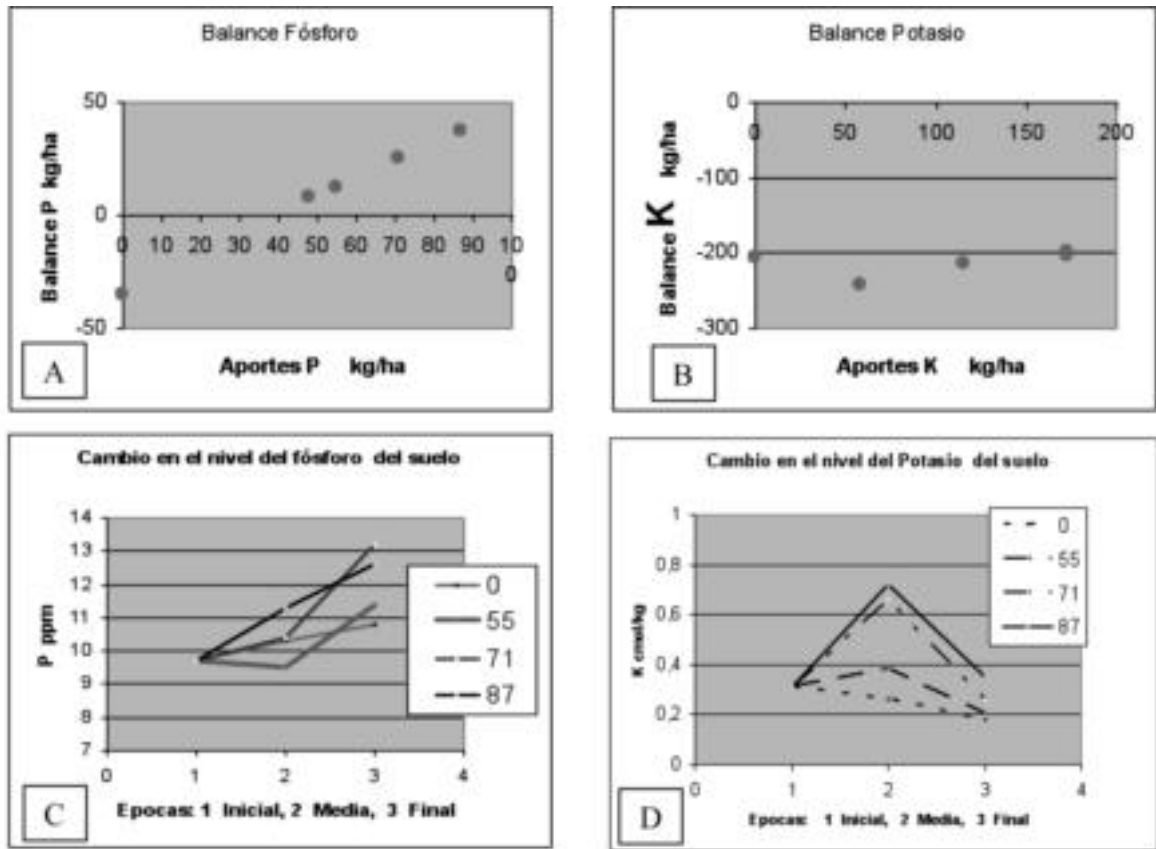 Balance Fósforo
50
0
-50
0 10 20 30 40 50 60 70 80 90 10
0
Balance P kg/ha
Aportes P kg/ha
A
Balance Potasio
0
-100
-200
-300
0 50 100 150 200
Balance K kg/ha
Aportes K kg/ha
B
Cambio en el nivel del fósforo del suelo
14
13
12
11
10
9
8
7
0 1 2 3 4
P ppm
0
55
71
87
Epocas: 1 Inicial, 2 Media, 3 Final
C
Cambio en el nivel del Potasio del suelo
1
0,8
0,6
0,4
0,2
0
0 1 2 3 4
K cmol/kg
0
55
71
87
Epocas: 1 Inicial, 2 Media, 3 Final
D